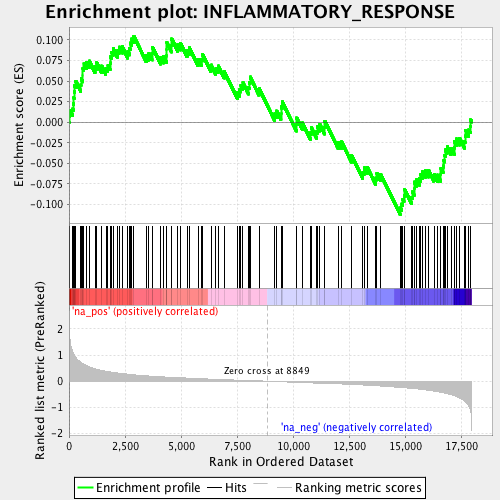 Enrichment plot: INFLAMMATORY_RESPONSE
Enrichment score (ES)
0.100
0.075
0.050
0.025
0.000
-0.025
-0.050
-0.075
-0.100
'na_pos' (positively correlated)
Ranked list metric (PreRanked)
2
1
0
-1
-2
Zero cross at 8849
'na_neg' (negatively correlated)
0
2,500
5,000
7,500
10,000
12,500
15,000
17,500
Rank in Ordered Dataset
Enrichment profile
Hits
Ranking metric scores